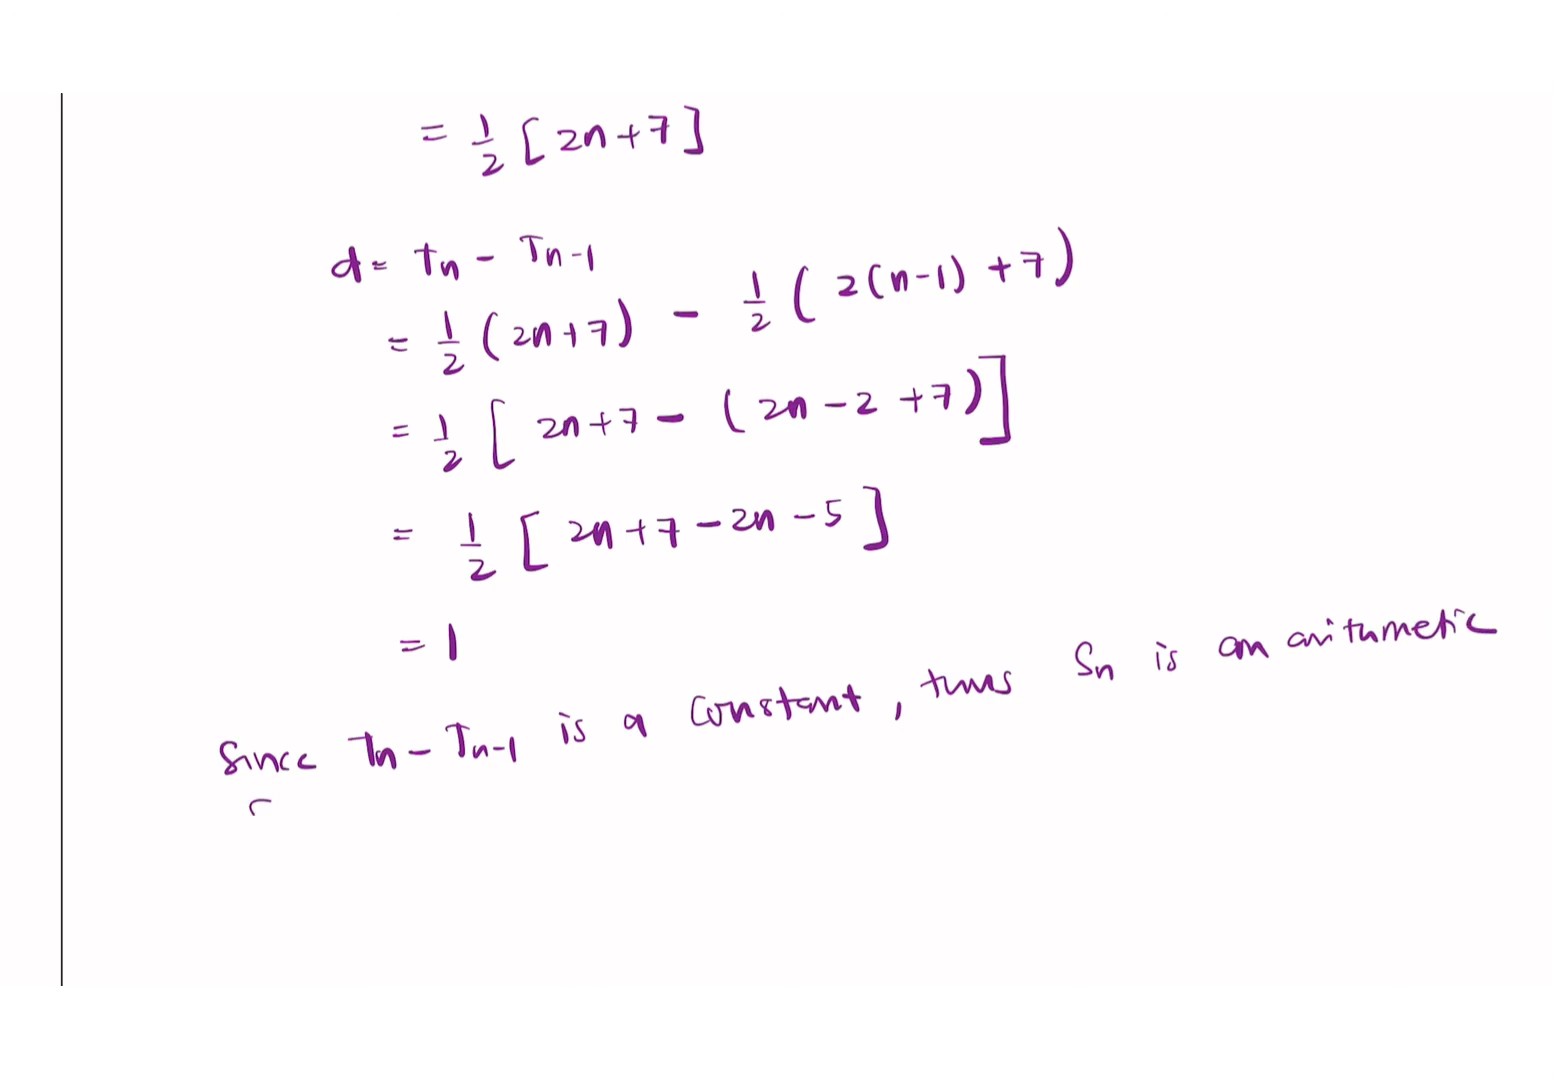 = 1/2 [2n+7]
d = Tn - Tn-1
= 1/2 (2n+7) - 1/2 (2(n-1) +7)
= 1/2 [2n+7 - (2n-2+7)]
= 1/2 [2n+7-2n-5]
= 1
Since Tn - Tn-1 is a constant, thus Sn is an arithmetic